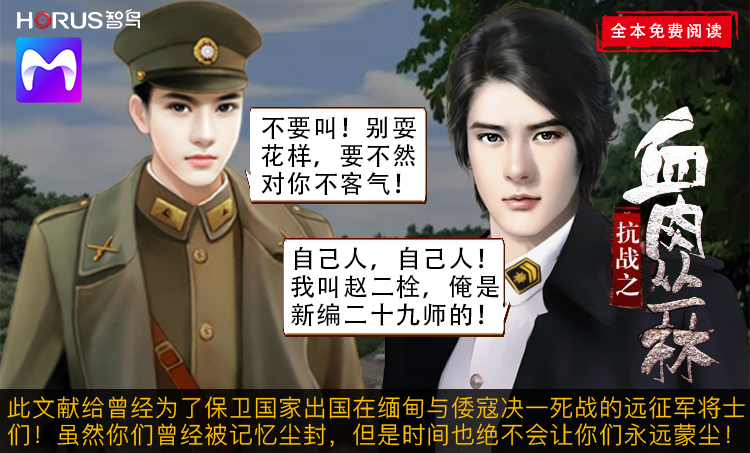 HORUS智鸟
全本免费阅读
不要叫！别耍
花样，要不然
对你不客气！
自己人，自己人！
我叫赵二栓，俺是
新编二十九师的！
抗战之
血肉丛林
此文献给曾经为了保卫国家出国在缅甸与倭寇决一死战的远征军将士
们！虽然你们曾经被记忆尘封，但是时间也绝不会让你们永远蒙尘！